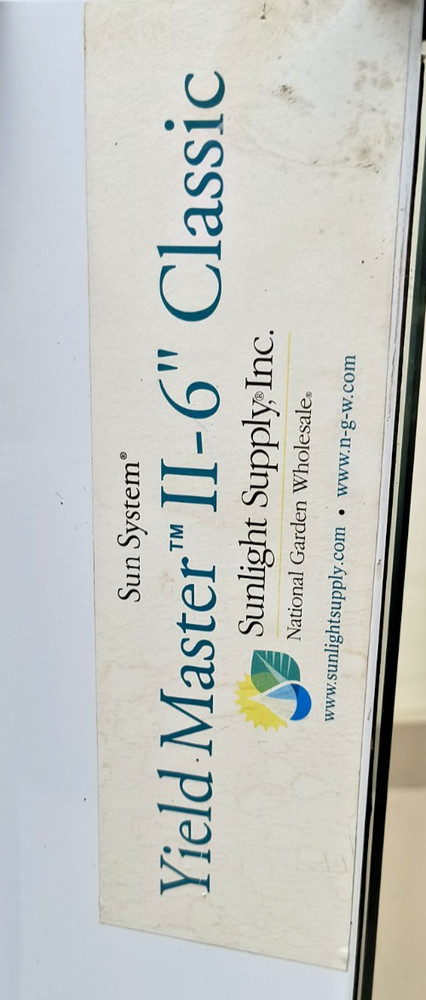 Sun System®
Yield Master™ II-6" Classic
Sunlight Supply,® Inc.
National Garden Wholesale®
www.sunlightsupply.com • www.n-g-w.com